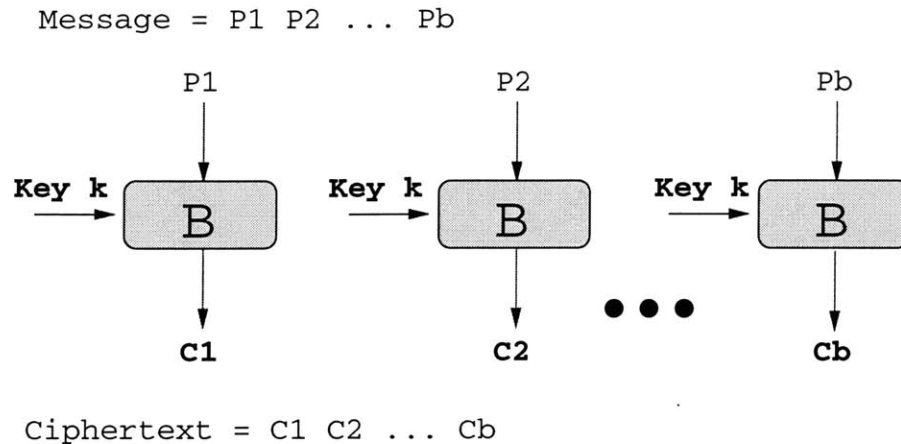 Message = P1 P2 ... Pb
P1 P2 Pb
Key k Key k Key k
B B B
C1 C2 Cb
Ciphertext = C1 C2 ... Cb